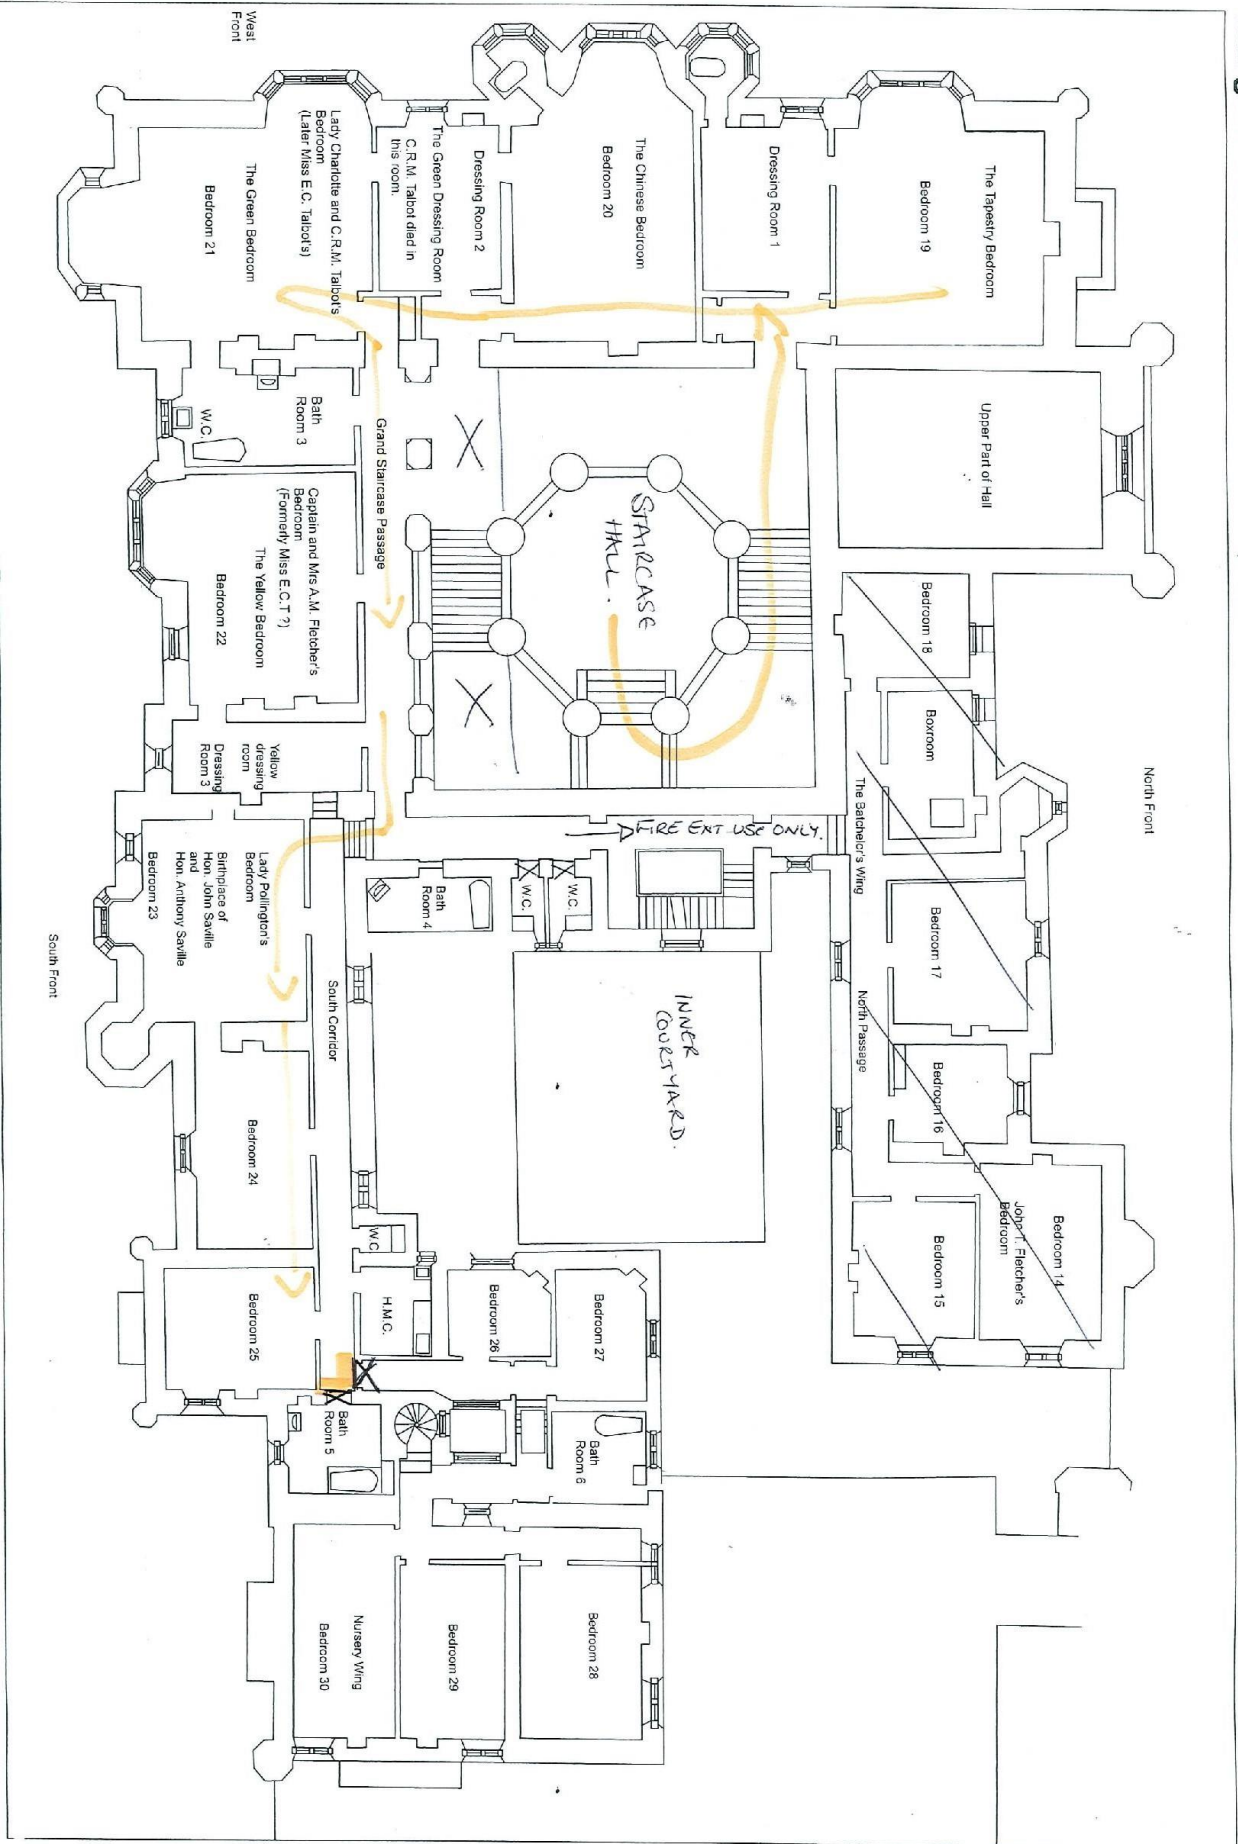 West
Front
North Front
South Front
The Tapestry Bedroom
Bedroom 19
Dressing Room 1
The Chinese Bedroom
Bedroom 20
Dressing Room 2
The Green Dressing Room
C.R.M. Talbot died in
this room.
Lady Charlotte and C.R.M. Talbot's
Bedroom
(Later Miss E.C. Talbot's)
The Green Bedroom
Bedroom 21
Upper Part of Hall
STAIRCASE
HALL.
X
X
Grand Staircase Passage
Bath
Room 3
W.C.
Captain and Mrs A.M. Fletcher's
Bedroom
(Formerly Miss E.C.T ?)
The Yellow Bedroom
Bedroom 22
Yellow
dressing
room
Dressing
Room 3
Bedroom 18
Boxroom
The Batchelor's Wing
FIRE EXT USE ONLY.
Bedroom 17
North Passage
Bedroom 16
Bedroom 14
John T. Fletcher's
Bedroom
Bedroom 15
W.C.
W.C.
Bath
Room 4
INNER
COURTYARD.
Lady Pollington's
Bedroom
Birthplace of
Hon. John Saville
and
Hon. Anthony Saville
Bedroom 23
South Corridor
Bedroom 24
W.C.
H.M.C.
Bedroom 25
Bedroom 26
Bedroom 27
X
X
Bath
Room 5
Bath
Room 6
Bedroom 28
Bedroom 29
Nursery Wing
Bedroom 30